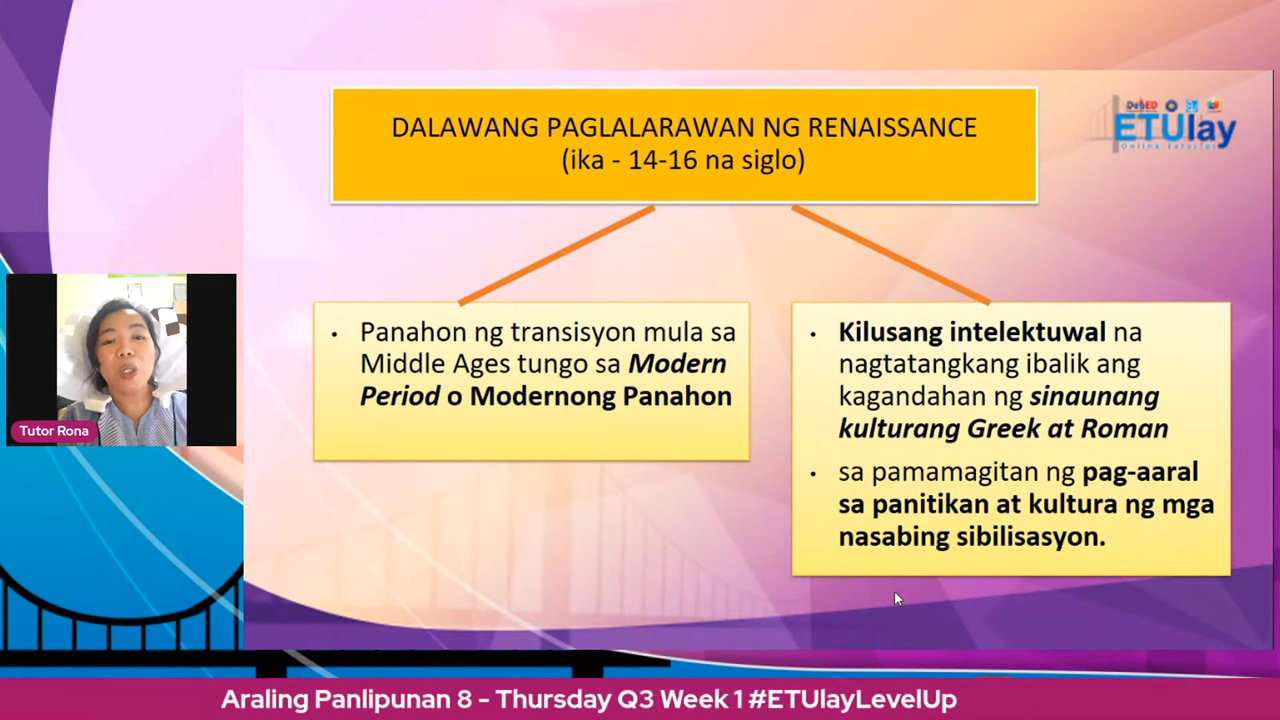 DALAWANG PAGLALARAWAN NG RENAISSANCE
(ika - 14-16 na siglo)
DepED
ETUlay
Online Tutorial
• Panahon ng transisyon mula sa
Middle Ages tungo sa Modern
Period o Modernong Panahon
• Kilusang intelektuwal na
nagtatangkang ibalik ang
kagandahan ng sinaunang
kulturang Greek at Roman
• sa pamamagitan ng pag-aaral
sa panitikan at kultura ng mga
nasabing sibilisasyon.
Tutor Rona
Araling Panlipunan 8 - Thursday Q3 Week 1 #ETUlayLevelUp